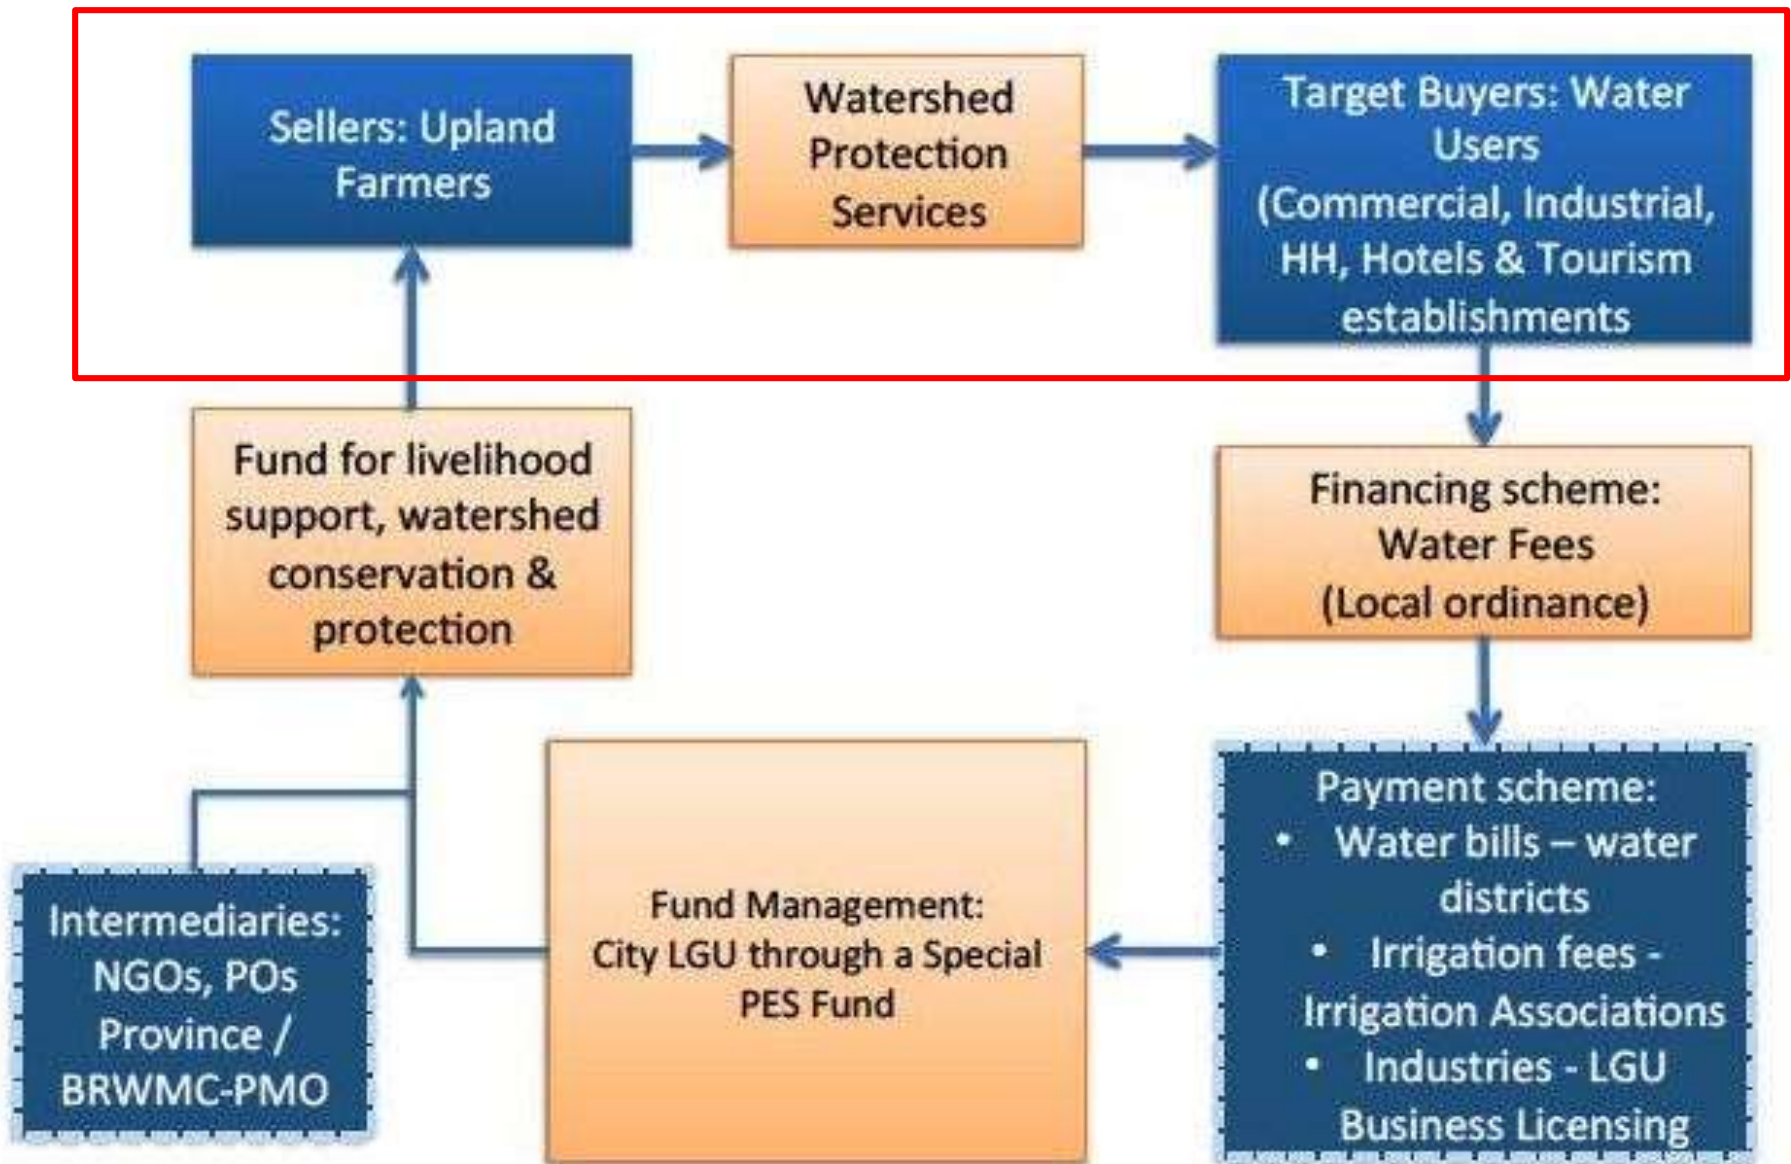 Sellers: Upland
Farmers
Watershed
Protection
Services
Target Buyers: Water
Users
(Commercial, Industrial,
HH, Hotels & Tourism
establishments
Fund for livelihood
support, watershed
conservation &
protection
Financing scheme:
Water Fees
(Local ordinance)
Intermediaries:
NGOs, POs
Province /
BRWMC-PMO
Fund Management:
City LGU through a Special
PES Fund
Payment scheme:
• Water bills – water
districts
• Irrigation fees -
Irrigation Associations
• Industries - LGU
Business Licensing